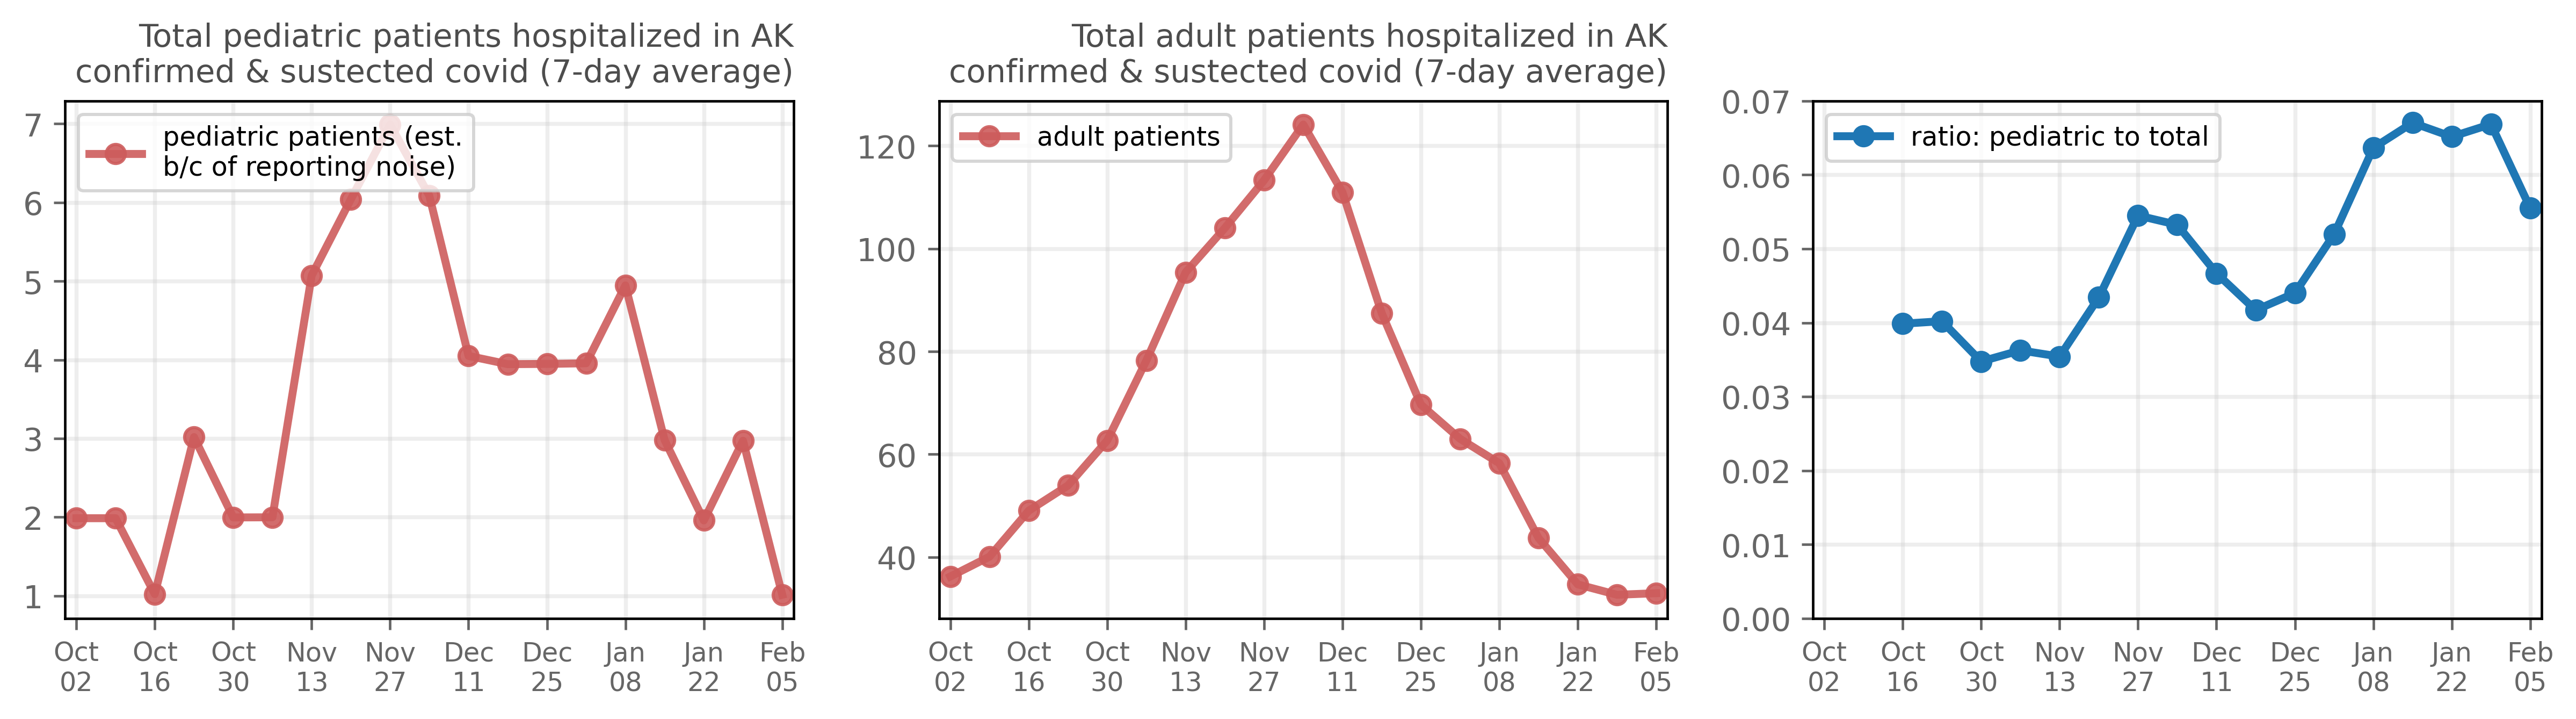 Total pediatric patients hospitalized in AK
confirmed & sustected covid (7-day average)
pediatric patients (est.
b/c of reporting noise)
7
6
5
4
3
2
1
Oct Oct Oct Nov Nov Dec Dec Jan Jan Feb
02 16 30 13 27 11 25 08 22 05
Total adult patients hospitalized in AK
confirmed & sustected covid (7-day average)
adult patients
120
100
80
60
40
Oct Oct Oct Nov Nov Dec Dec Jan Jan Feb
02 16 30 13 27 11 25 08 22 05
ratio: pediatric to total
0.07
0.06
0.05
0.04
0.03
0.02
0.01
0.00
Oct Oct Oct Nov Nov Dec Dec Jan Jan Feb
02 16 30 13 27 11 25 08 22 05